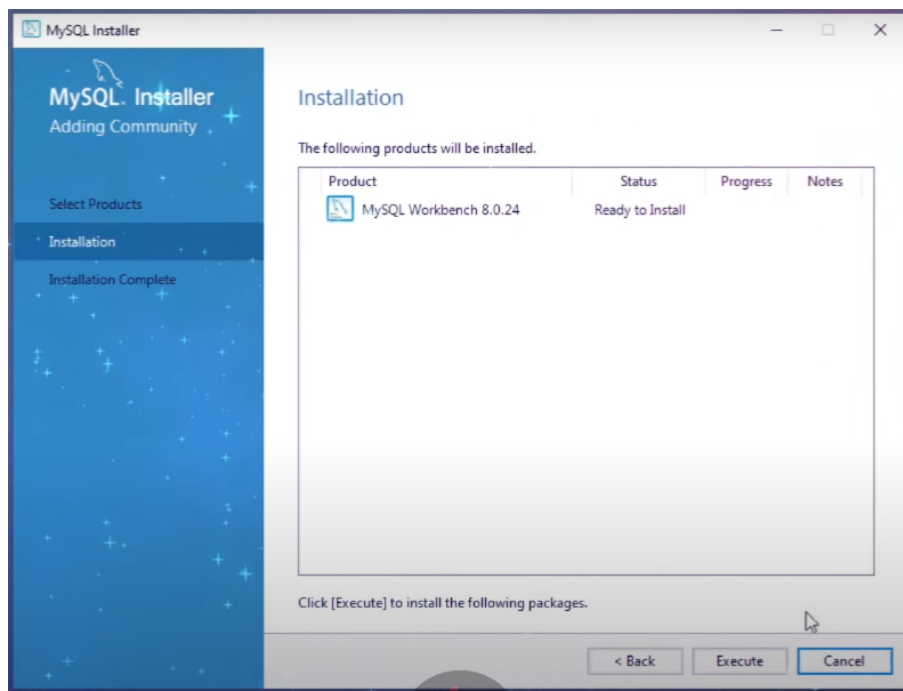 MySQL Installer
MySQL. Installer
Adding Community
Select Products
Installation
Installation Complete
Installation
The following products will be installed.
Product Status Progress Notes
MySQL Workbench 8.0.24 Ready to Install
Click [Execute] to install the following packages.
< Back Execute Cancel